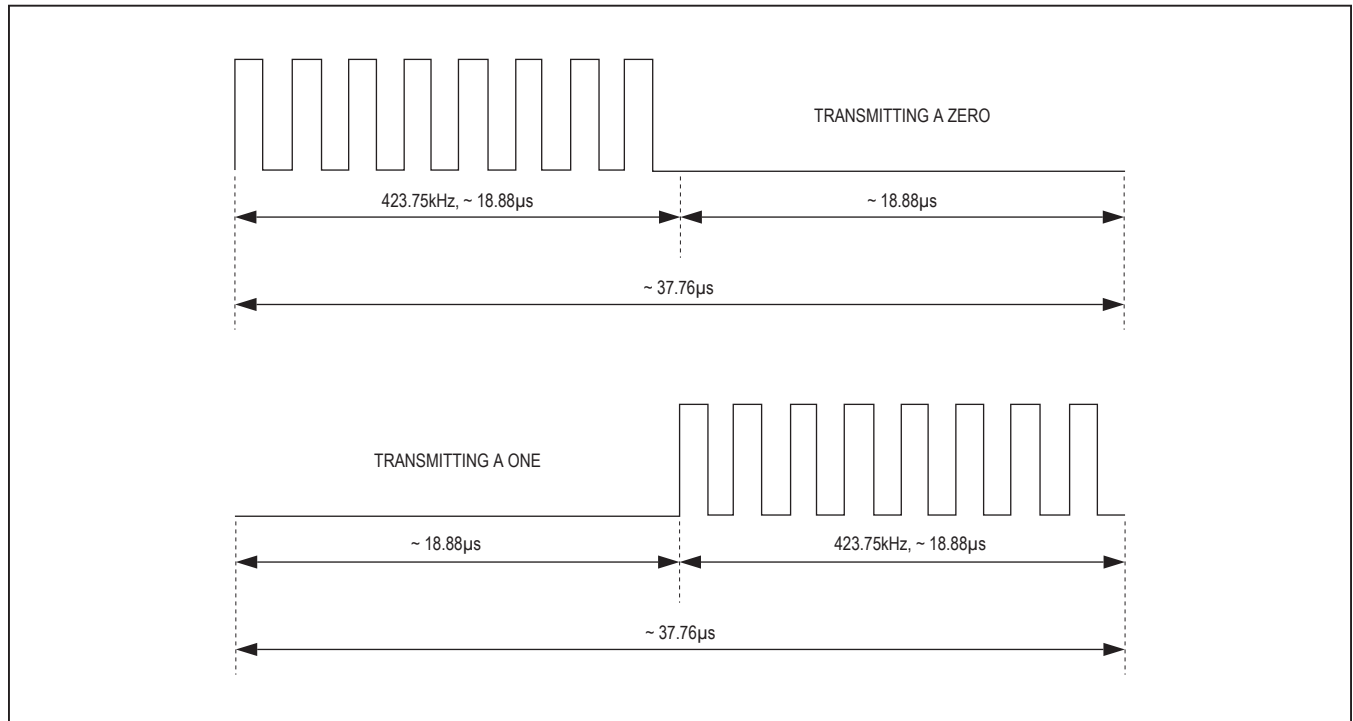 TRANSMITTING A ZERO
423.75kHz, ~ 18.88µs
~ 18.88µs
~ 37.76µs
TRANSMITTING A ONE
~ 18.88µs
423.75kHz, ~ 18.88µs
~ 37.76µs